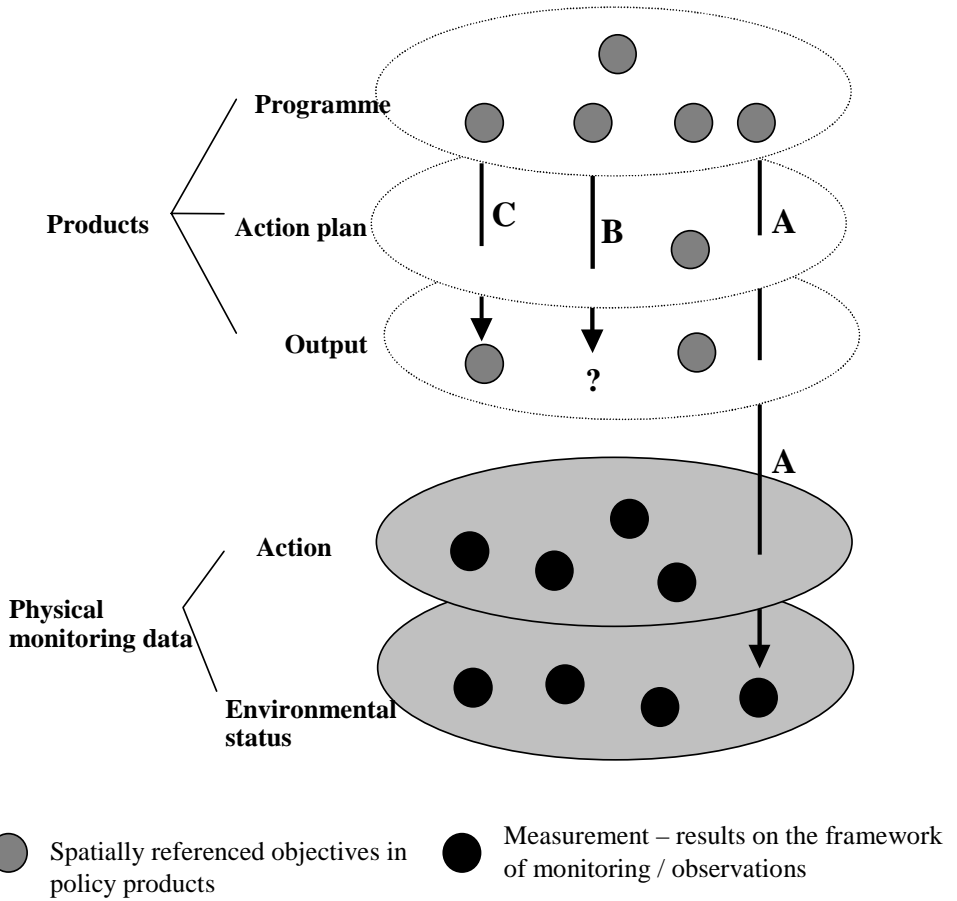 Programme
Products
Action plan
C
B
A
Output
?
A
Action
Physical
monitoring data
Environmental
status
Spatially referenced objectives in
policy products
Measurement – results on the framework
of monitoring / observations